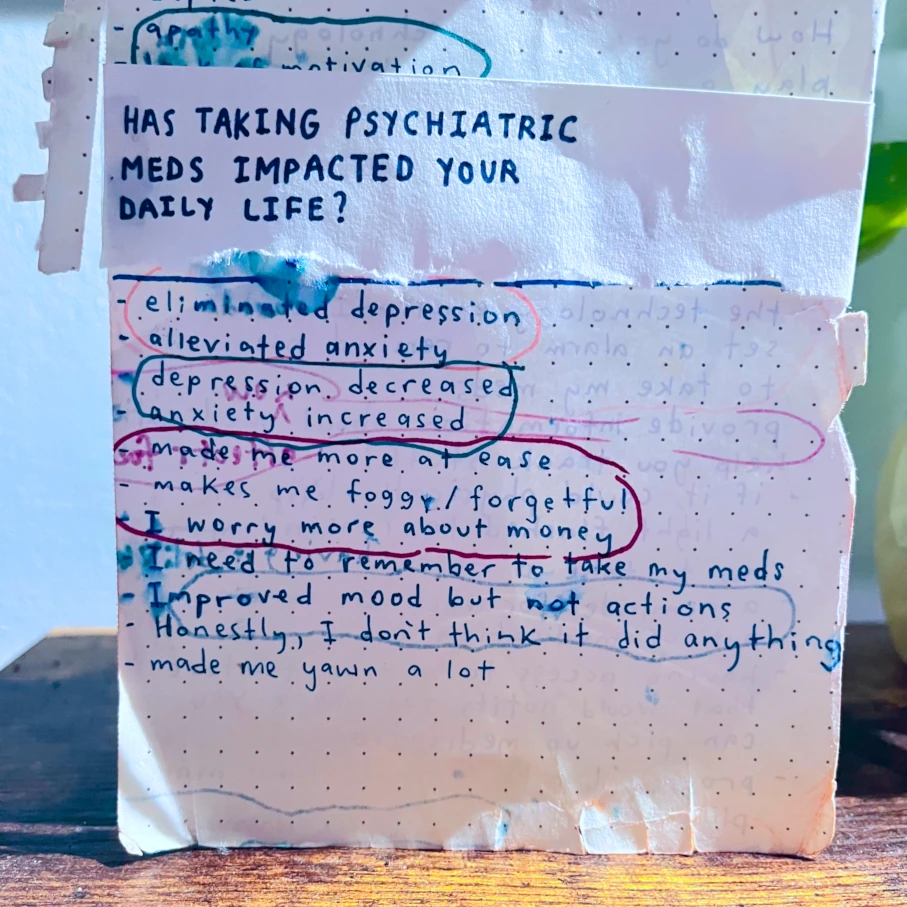 - apathy
motivation
HAS TAKING PSYCHIATRIC
MEDS IMPACTED YOUR
DAILY LIFE?
- eliminated depression
- alleviated anxiety
- depression decreased
- anxiety increased
- made me more at ease
- makes me foggy/forgetful
- I worry more about money
- I need to remember to take my meds
- Improved mood but not actions
- Honestly, I don't think it did anything
- made me yawn a lot